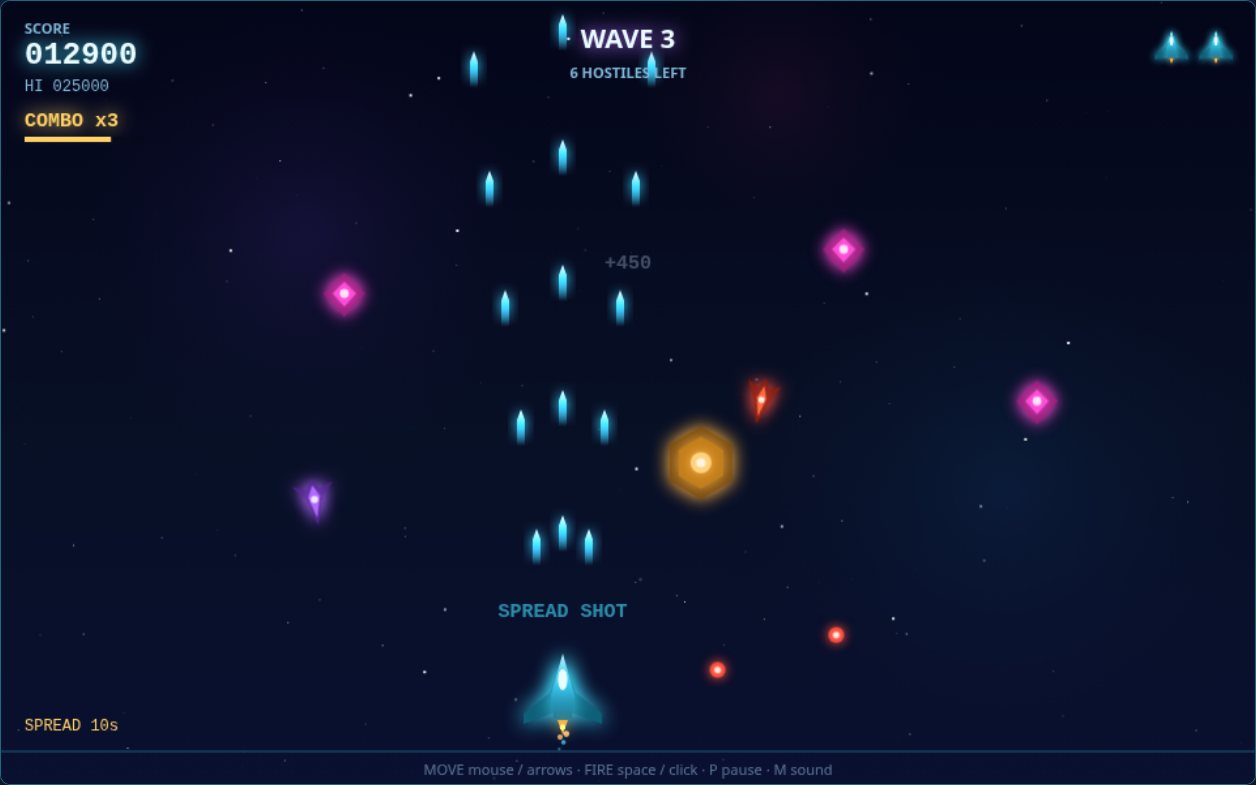 SCORE
012900
HI 025000
COMBO x3
WAVE 3
6 HOSTILES LEFT
+450
SPREAD SHOT
SPREAD 10s
MOVE mouse / arrows · FIRE space / click · P pause · M sound